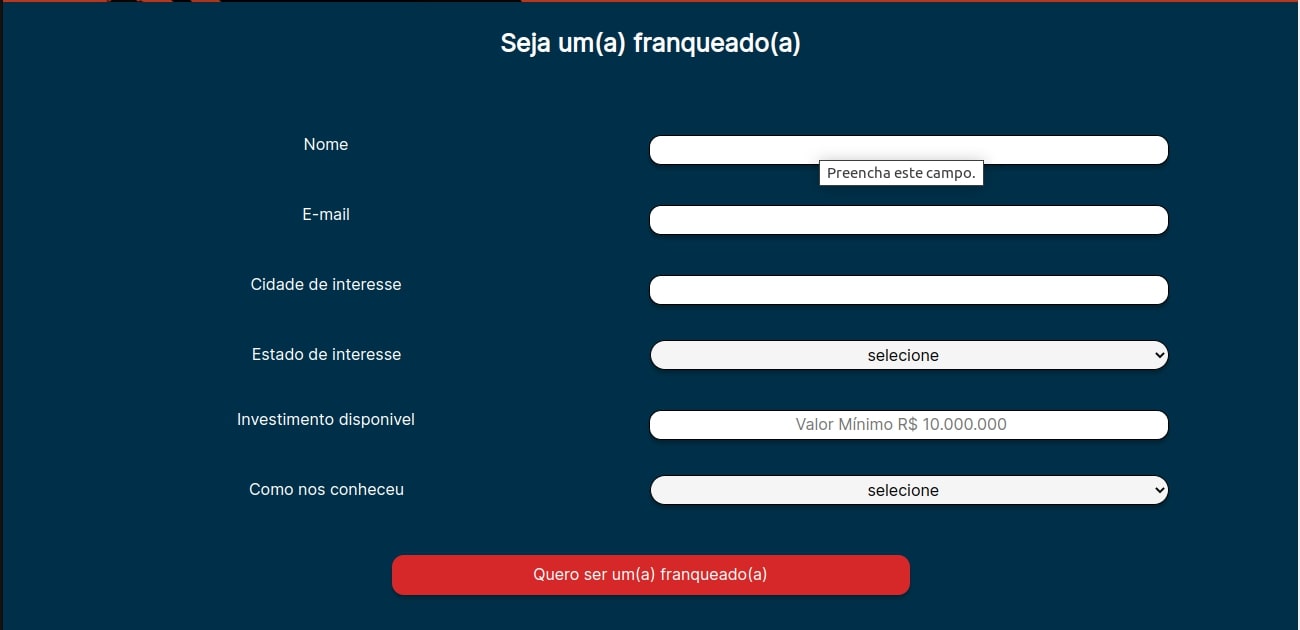 Seja um(a) franqueado(a)
Nome
Preencha este campo.
E-mail
Cidade de interesse
Estado de interesse
selecione
Investimento disponivel
Valor Mínimo R$ 10.000.000
Como nos conheceu
selecione
Quero ser um(a) franqueado(a)